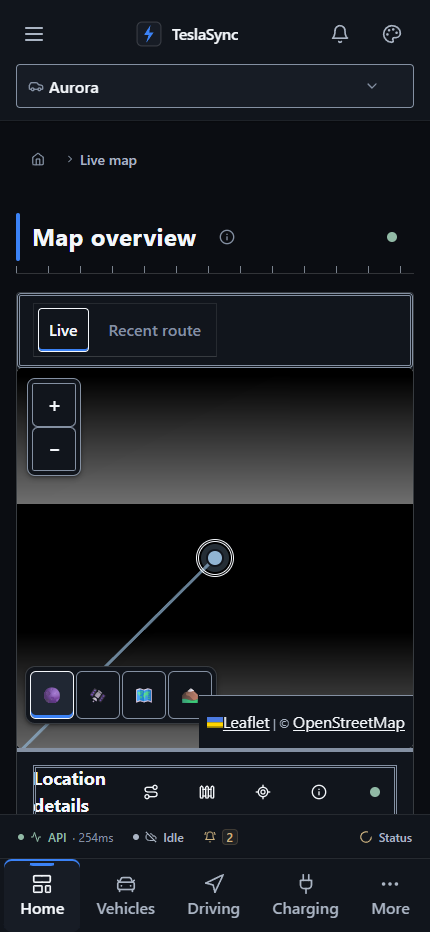 TeslaSync
Aurora
Live map
Map overview
Live
Recent route
+
−
Leaflet | © OpenStreetMap
Location
details
API · 254ms
Idle
2
Status
Home
Vehicles
Driving
Charging
More